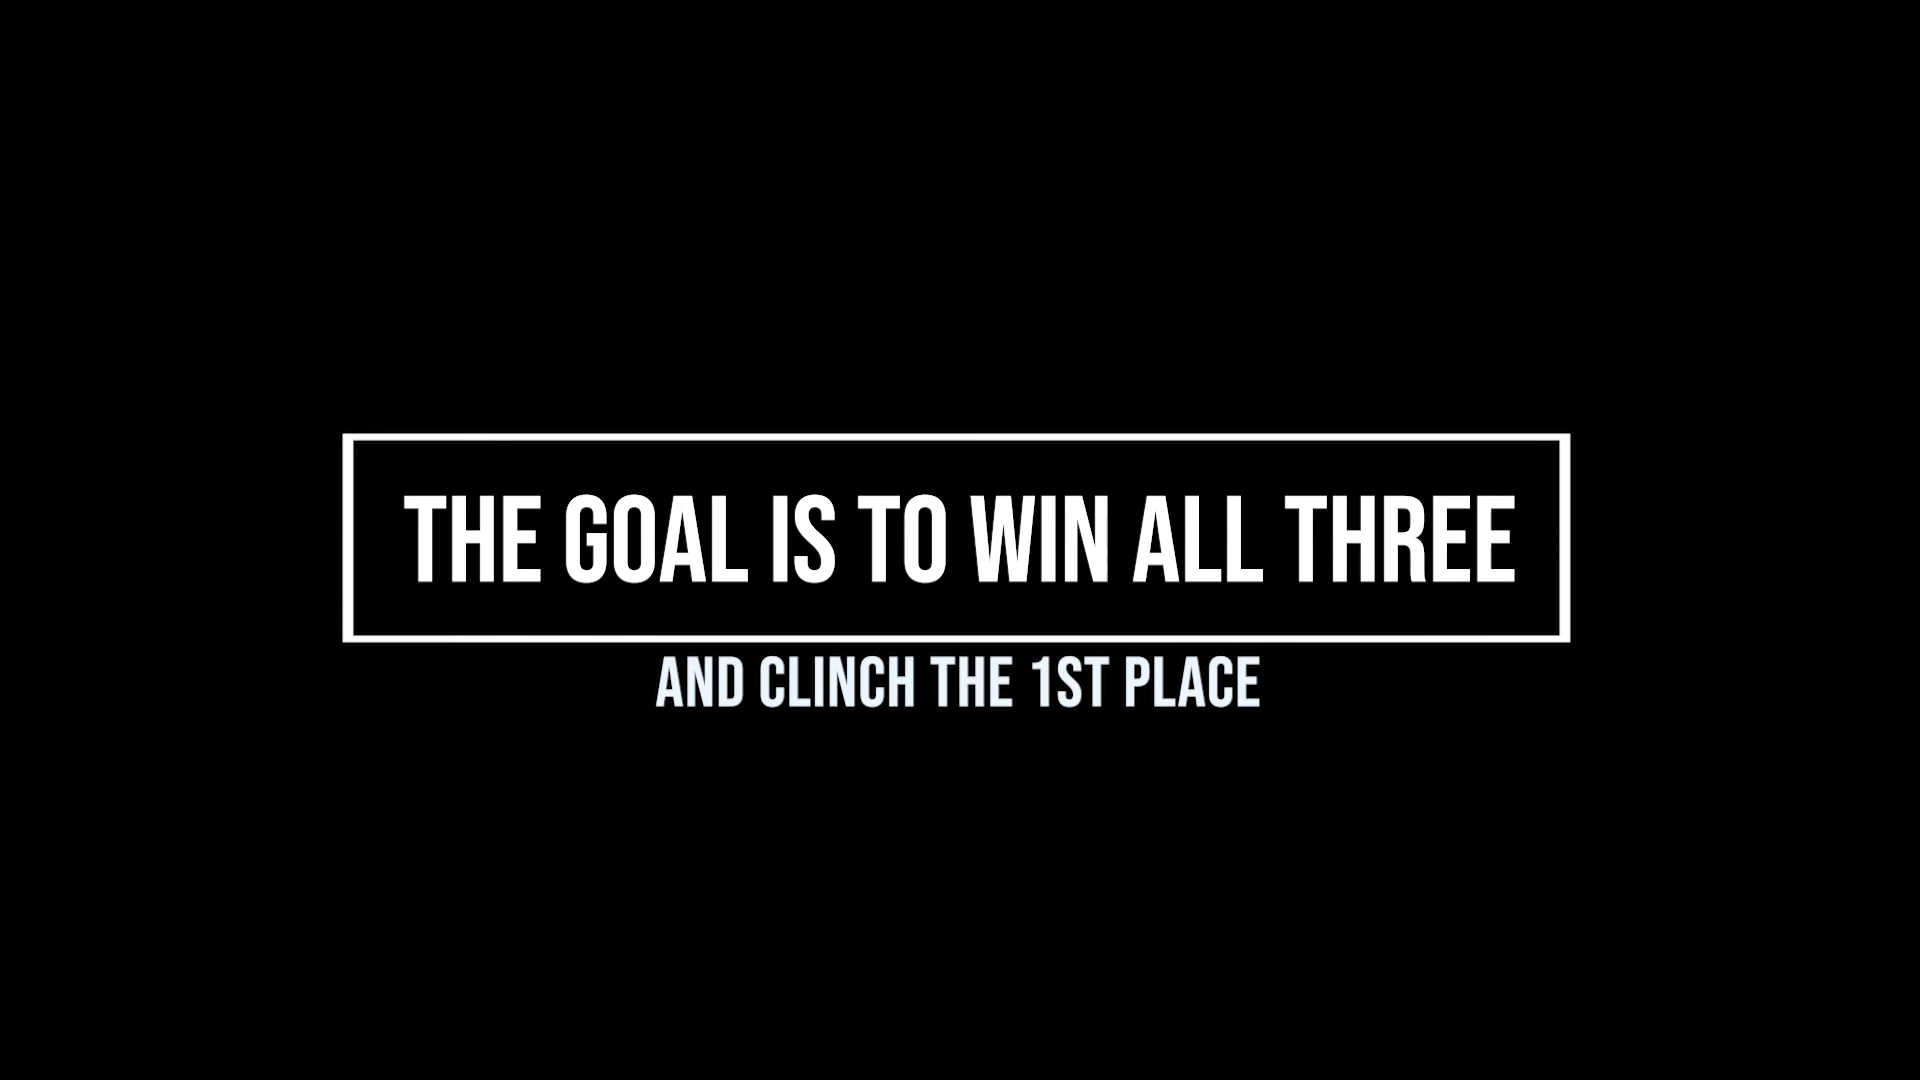 THE GOAL IS TO WIN ALL THREE
AND CLINCH THE 1ST PLACE